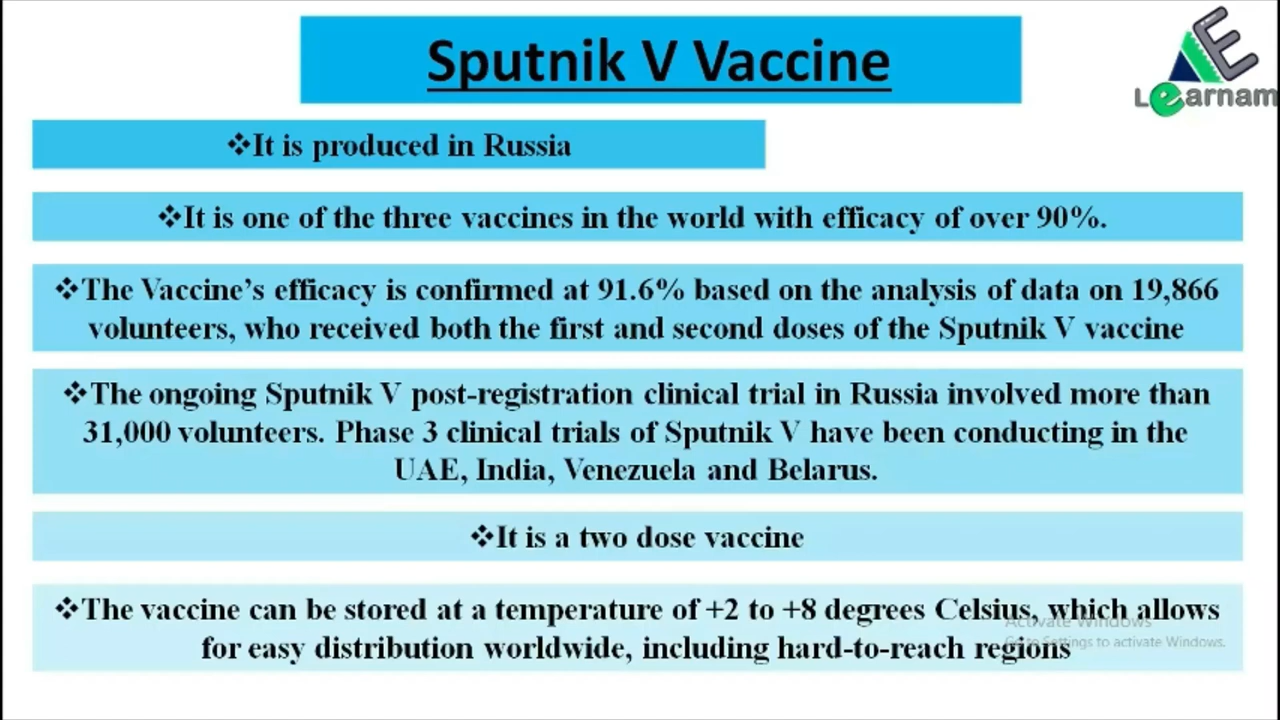 Sputnik V Vaccine
Learnam
❖It is produced in Russia
❖It is one of the three vaccines in the world with efficacy of over 90%.
❖The Vaccine's efficacy is confirmed at 91.6% based on the analysis of data on 19,866
volunteers, who received both the first and second doses of the Sputnik V vaccine
❖The ongoing Sputnik V post-registration clinical trial in Russia involved more than
31,000 volunteers. Phase 3 clinical trials of Sputnik V have been conducting in the
UAE, India, Venezuela and Belarus.
❖It is a two dose vaccine
❖The vaccine can be stored at a temperature of +2 to +8 degrees Celsius, which allows
for easy distribution worldwide, including hard-to-reach regions
Activate Windows
Go to Settings to activate Windows.